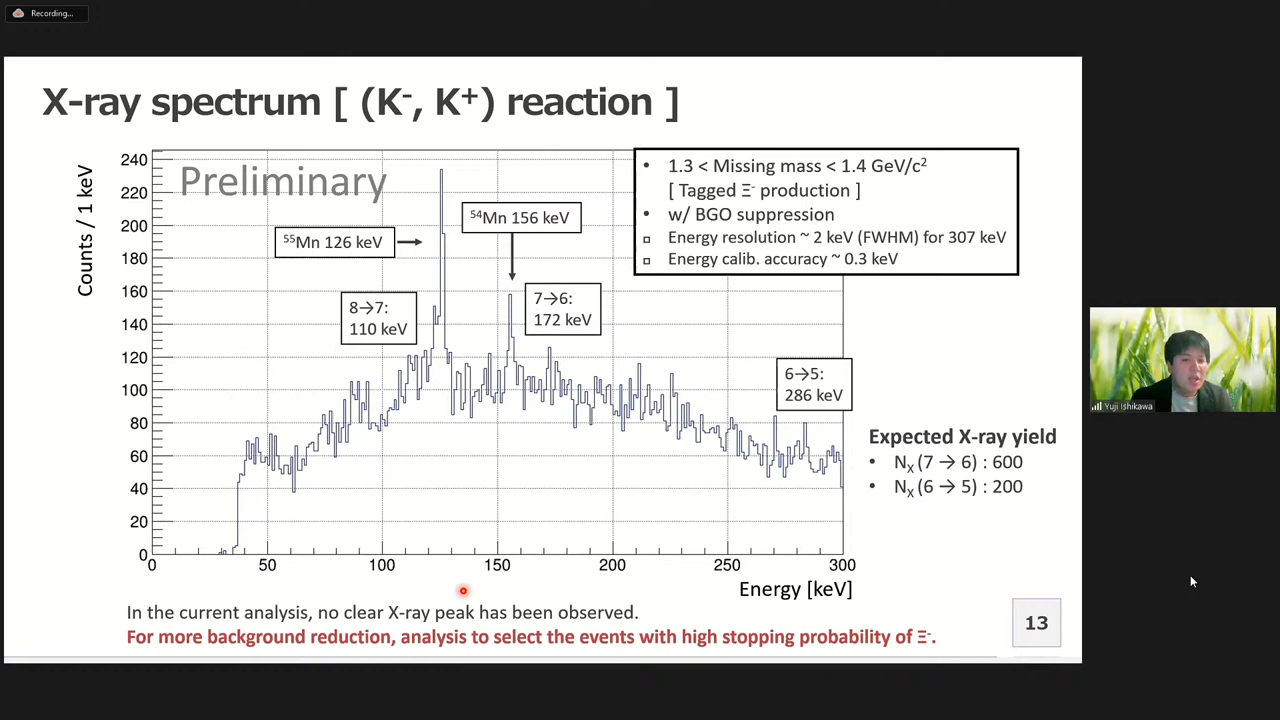 Recording...
X-ray spectrum [ (K⁻, K⁺) reaction ]
Preliminary
Counts / 1 keV
240
220
200
180
160
140
120
100
80
60
40
20
0
0 50 100 150 200 250 300
Energy [keV]
⁵⁵Mn 126 keV
⁵⁴Mn 156 keV
8→7:
110 keV
7→6:
172 keV
6→5:
286 keV
• 1.3 < Missing mass < 1.4 GeV/c²
[ Tagged Ξ⁻ production ]
• w/ BGO suppression
▫ Energy resolution ~ 2 keV (FWHM) for 307 keV
▫ Energy calib. accuracy ~ 0.3 keV
Expected X-ray yield
• Nₓ (7 → 6) : 600
• Nₓ (6 → 5) : 200
In the current analysis, no clear X-ray peak has been observed.
For more background reduction, analysis to select the events with high stopping probability of Ξ⁻.
13
Yuji Ishikawa